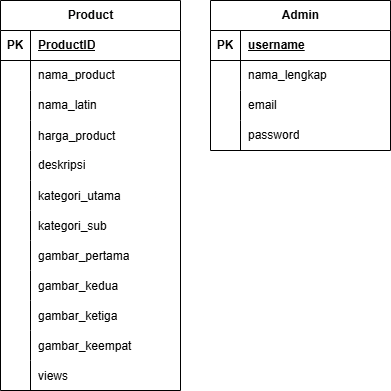 Product
PK ProductID
nama_product
nama_latin
harga_product
deskripsi
kategori_utama
kategori_sub
gambar_pertama
gambar_kedua
gambar_ketiga
gambar_keempat
views
Admin
PK username
nama_lengkap
email
password